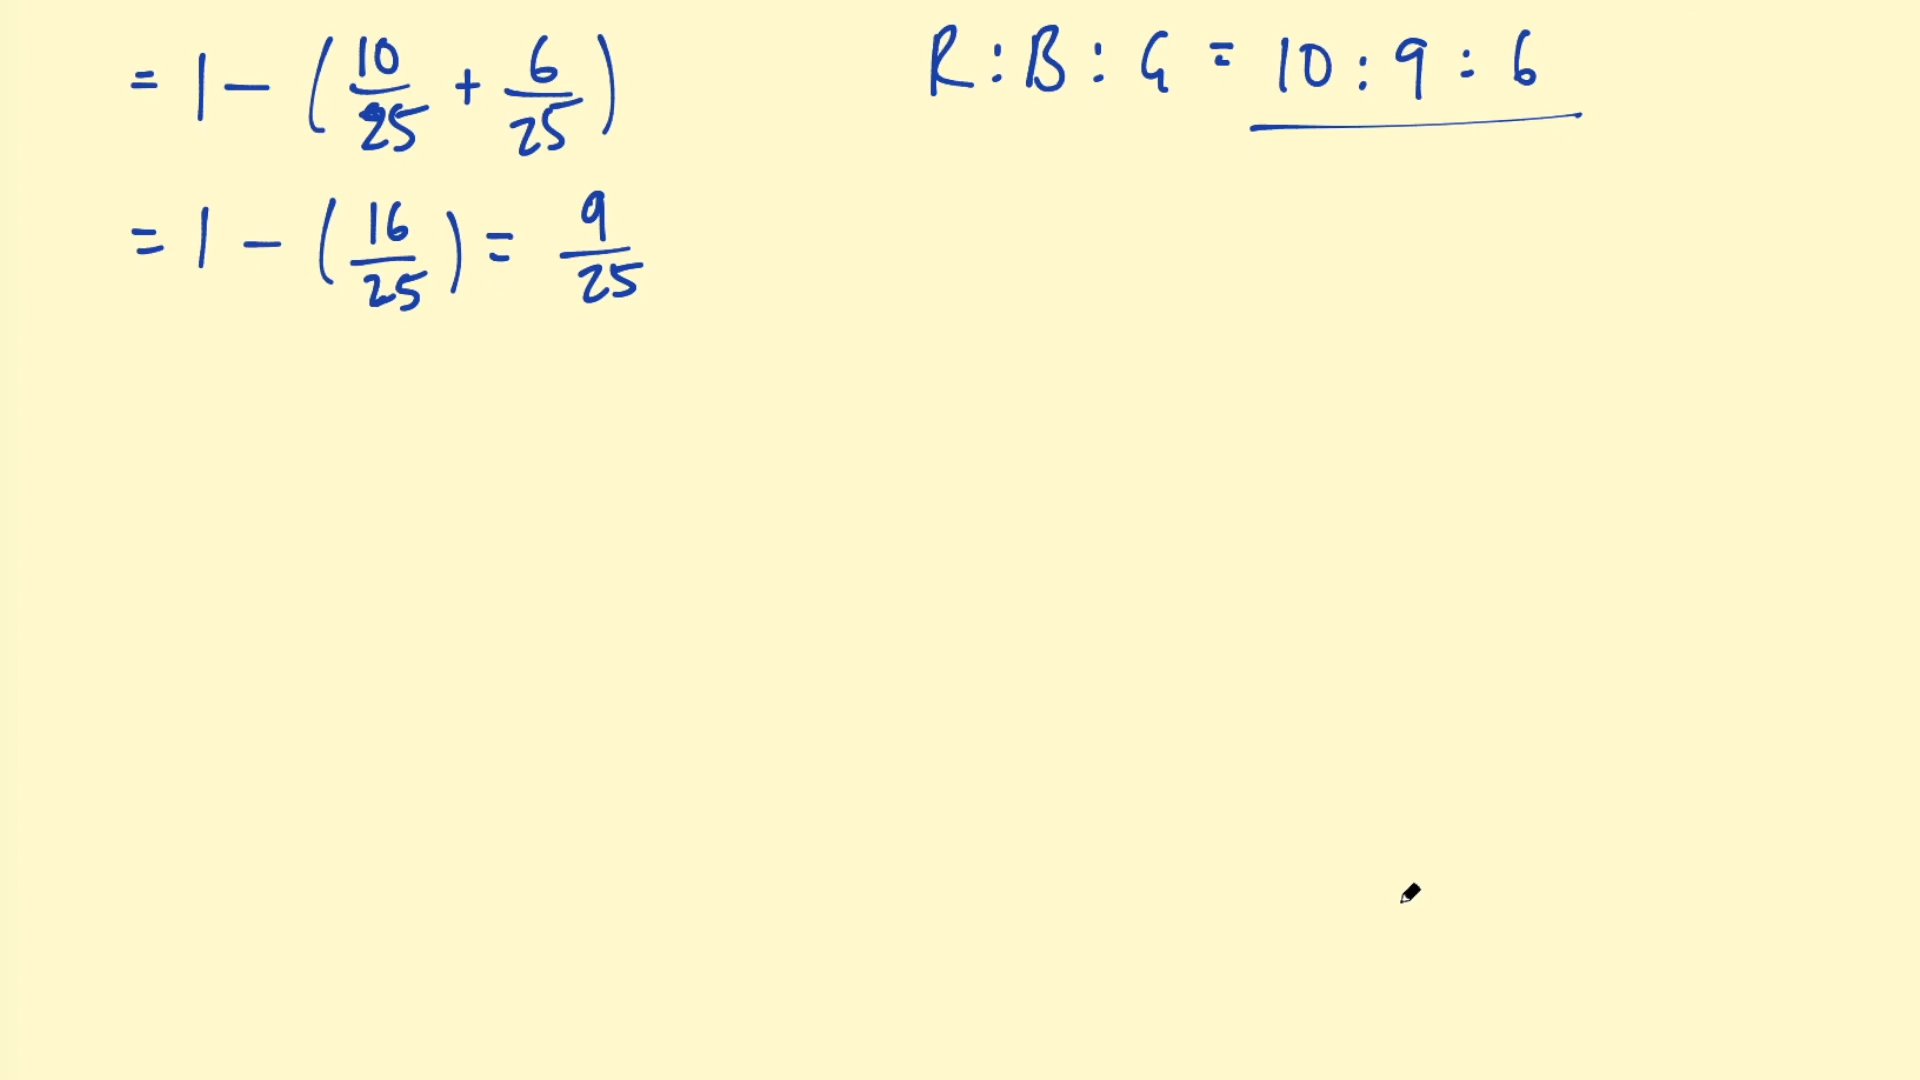 = 1 - (10/25 + 6/25)
= 1 - (16/25) = 9/25
R : B : G = 10 : 9 : 6